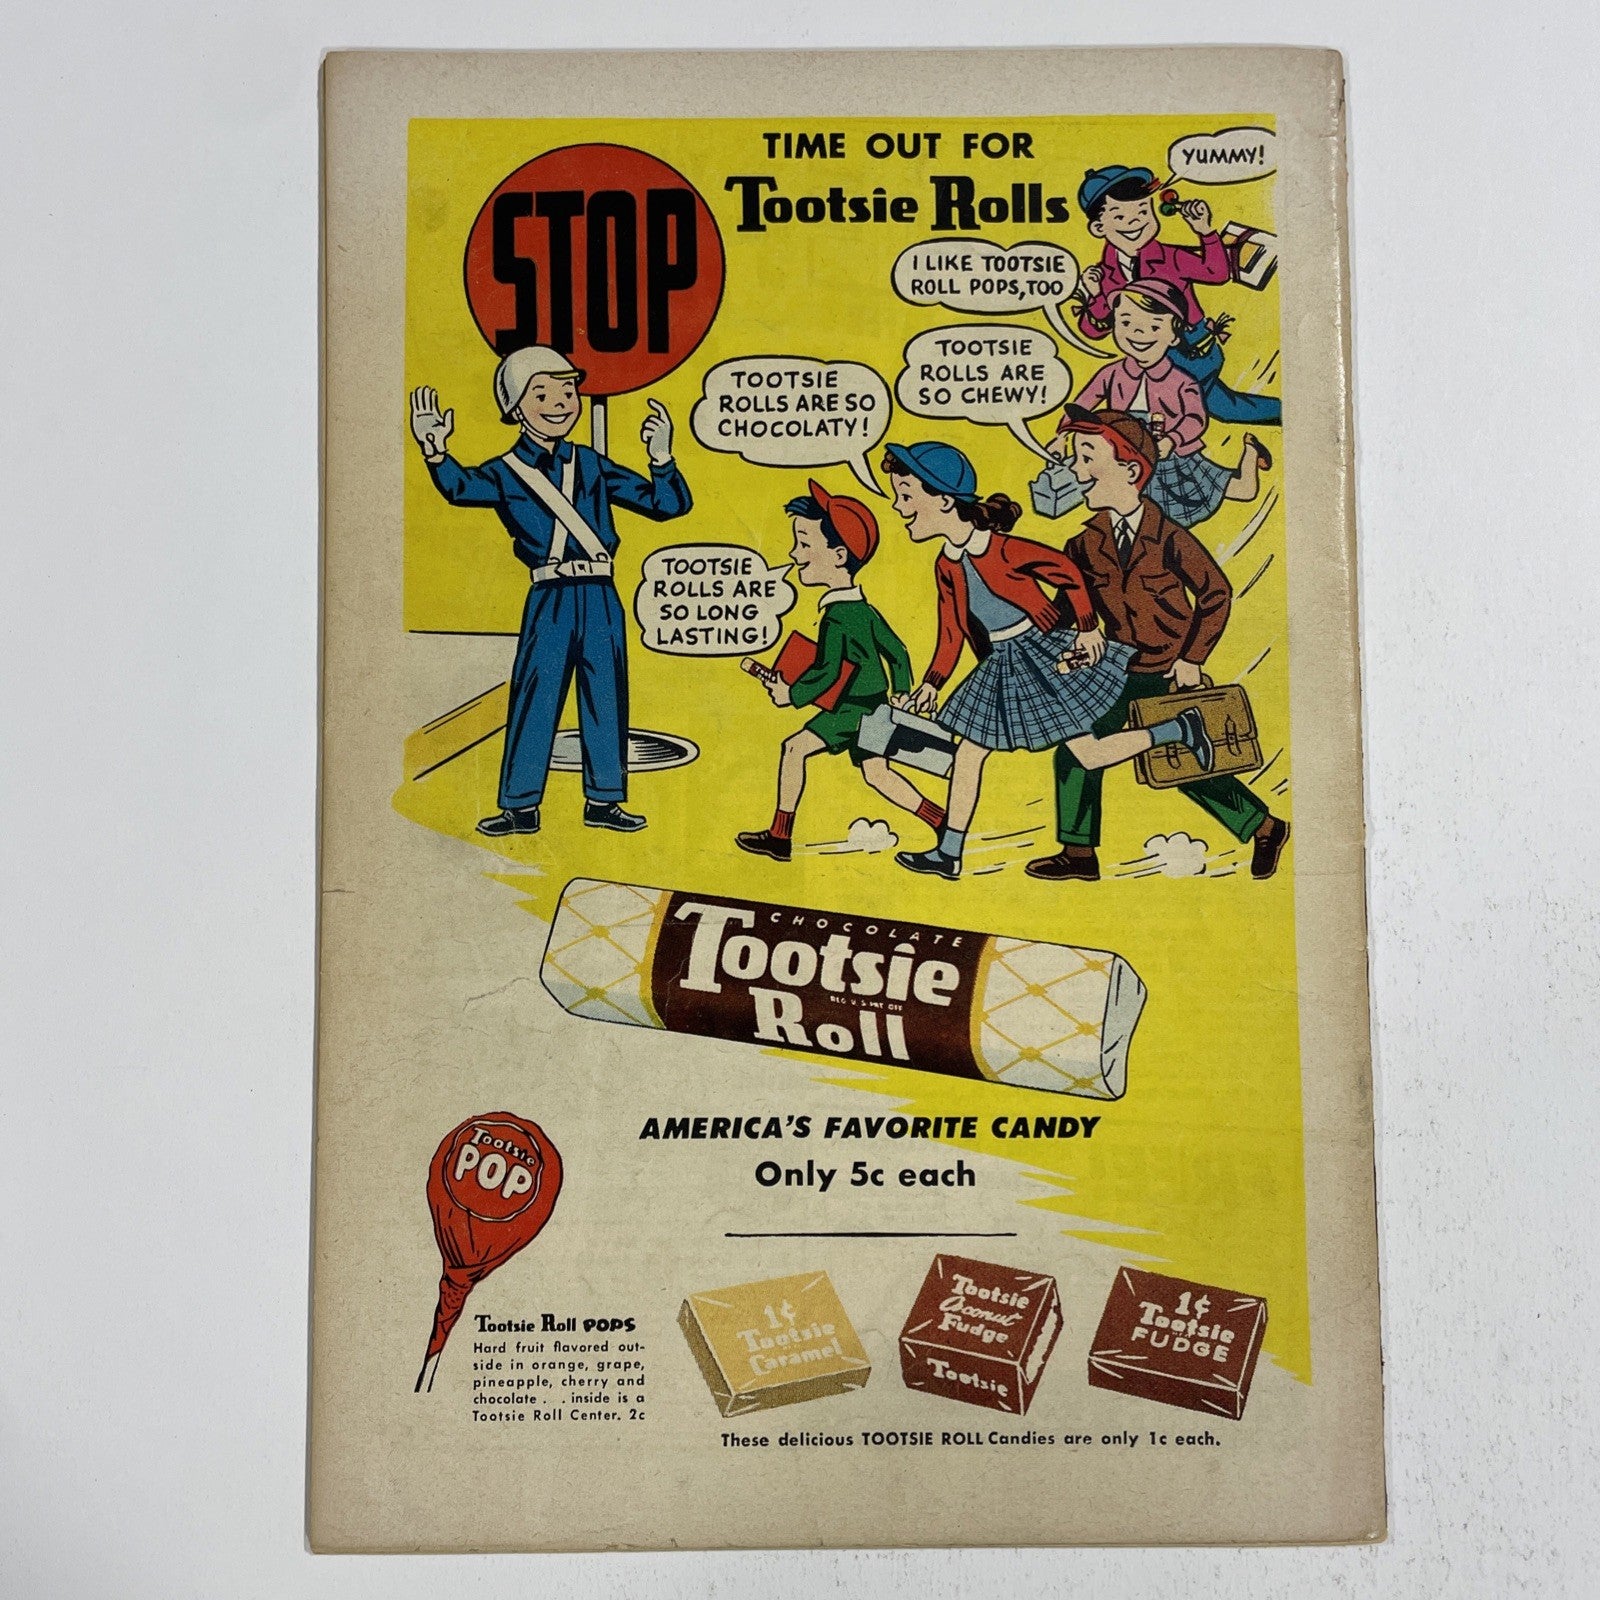 TIME OUT FOR
Tootsie Rolls
STOP
YUMMY!
I LIKE TOOTSIE
ROLL POPS, TOO
TOOTSIE
ROLLS ARE
SO CHEWY!
TOOTSIE
ROLLS ARE SO
CHOCOLATY!
TOOTSIE
ROLLS ARE
SO LONG
LASTING!
CHOCOLATE
Tootsie
REG U.S. PAT OFF
Roll
AMERICA'S FAVORITE CANDY
Only 5c each
Tootsie
POP
Tootsie Roll POPS
Hard fruit flavored out-
side in orange, grape,
pineapple, cherry and
chocolate . . inside is a
Tootsie Roll Center. 2c
1¢
Tootsie
Caramel
Tootsie
Coconut
Fudge
Tootsie
1¢
Tootsie
FUDGE
These delicious TOOTSIE ROLL Candies are only 1c each.